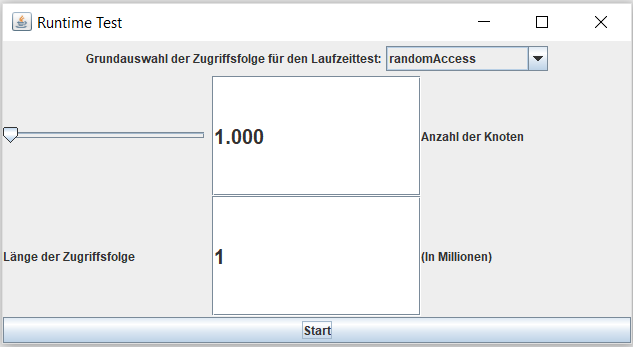 Runtime Test
Grundauswahl der Zugriffsfolge für den Laufzeittest: randomAccess
1.000 Anzahl der Knoten
Länge der Zugriffsfolge 1 (In Millionen)
Start